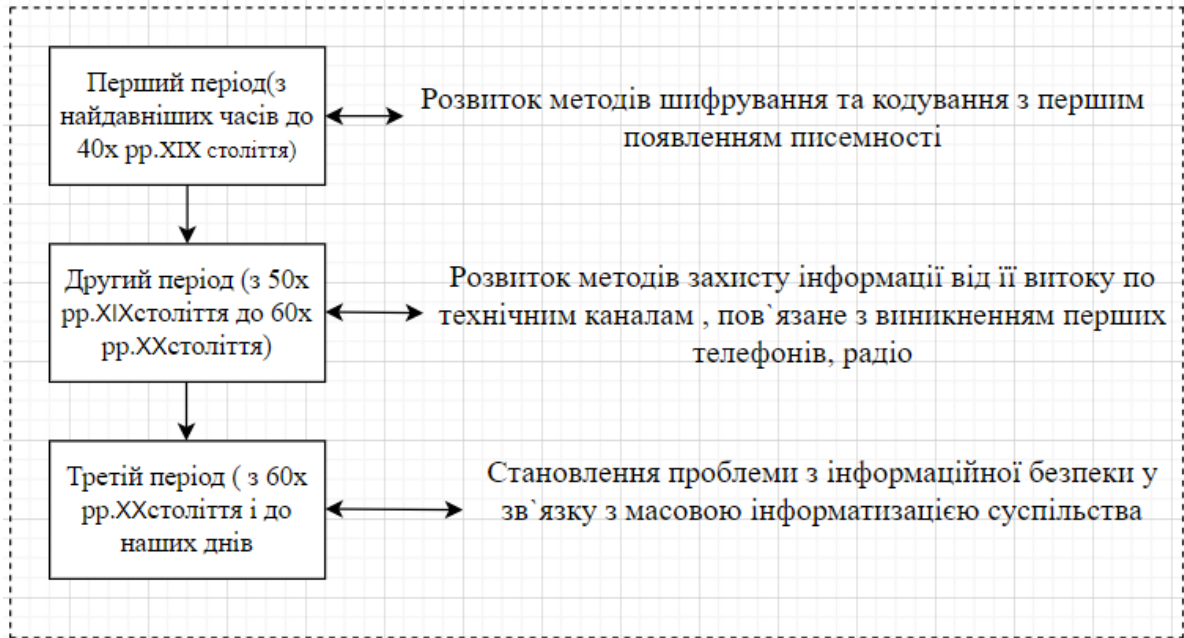 Перший період(з
найдавніших часів до
40х рр.XIX століття)
Розвиток методів шифрування та кодування з першим
появленням писемності
Другий період (з 50х
рр.XIXстоліття до 60х
рр.XXстоліття)
Розвиток методів захисту інформації від її витоку по
технічним каналам , пов`язане з виникненням перших
телефонів, радіо
Третій період ( з 60х
рр.XXстоліття і до
наших днів
Становлення проблеми з інформаційної безпеки у
зв`язку з масовою інформатизацією суспільства